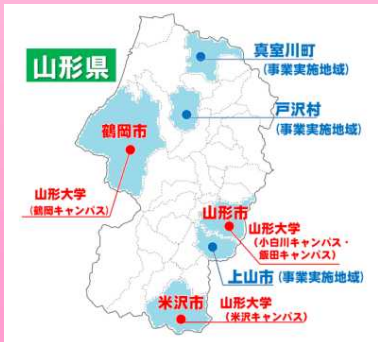 山形県
真室川町
(事業実施地域)
戸沢村
(事業実施地域)
鶴岡市
山形大学
(鶴岡キャンパス)
山形市
山形大学
(小白川キャンパス・
飯田キャンパス)
上山市(事業実施地域)
米沢市
山形大学
(米沢キャンパス)